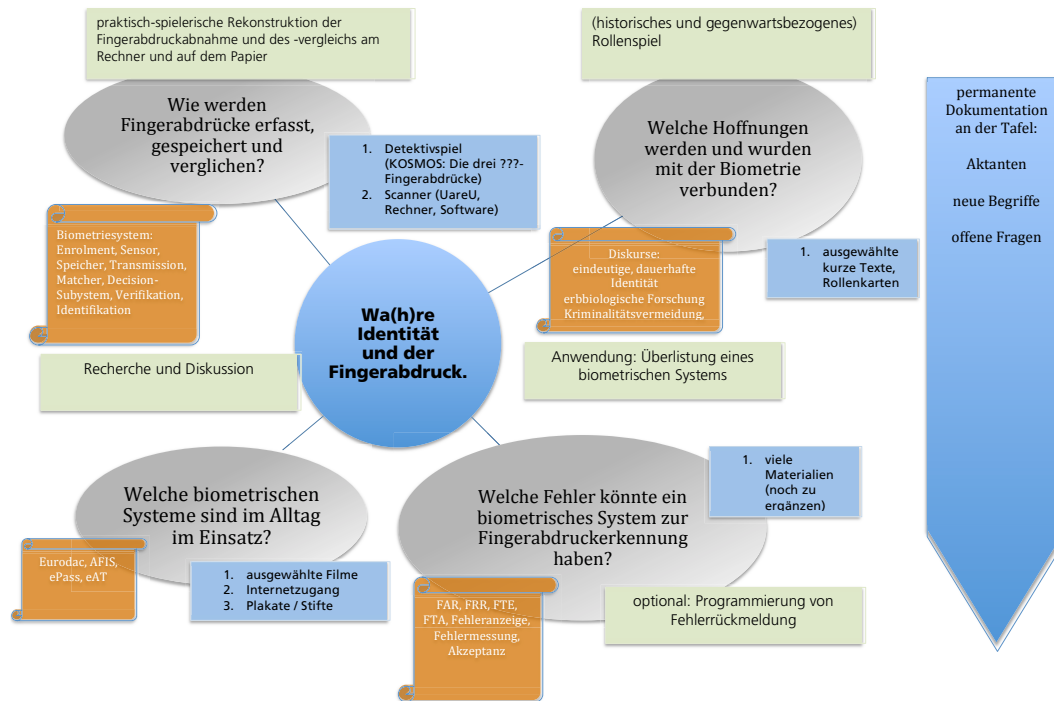 praktisch-spielerische Rekonstruktion der
Fingerabdruckabnahme und des -vergleichs am
Rechner und auf dem Papier
Wie werden
Fingerabdrücke erfasst,
gespeichert und
verglichen?
1. Detektivspiel
(KOSMOS: Die drei ???-
Fingerabdrücke)
2. Scanner (UareU,
Rechner, Software)
Biometriesystem:
Enrolment, Sensor,
Speicher, Transmission,
Matcher, Decision-
Subsystem, Verifikation,
Identifikation
(historisches und gegenwartsbezogenes)
Rollenspiel
Welche Hoffnungen
werden und wurden
mit der Biometrie
verbunden?
Diskurse:
eindeutige, dauerhafte
Identität
erbbiologische Forschung
Kriminalitätsvermeidung,
1. ausgewählte
kurze Texte,
Rollenkarten
permanente
Dokumentation
an der Tafel:
Aktanten
neue Begriffe
offene Fragen
Wa(h)re
Identität
und der
Fingerabdruck.
Recherche und Diskussion
Welche biometrischen
Systeme sind im Alltag
im Einsatz?
Eurodac, AFIS,
ePass, eAT
1. ausgewählte Filme
2. Internetzugang
3. Plakate / Stifte
Anwendung: Überlistung eines
biometrischen Systems
Welche Fehler könnte ein
biometrisches System zur
Fingerabdruckerkennung
haben?
1. viele
Materialien
(noch zu
ergänzen)
FAR, FRR, FTE,
FTA, Fehleranzeige,
Fehlermessung,
Akzeptanz
optional: Programmierung von
Fehlerrückmeldung